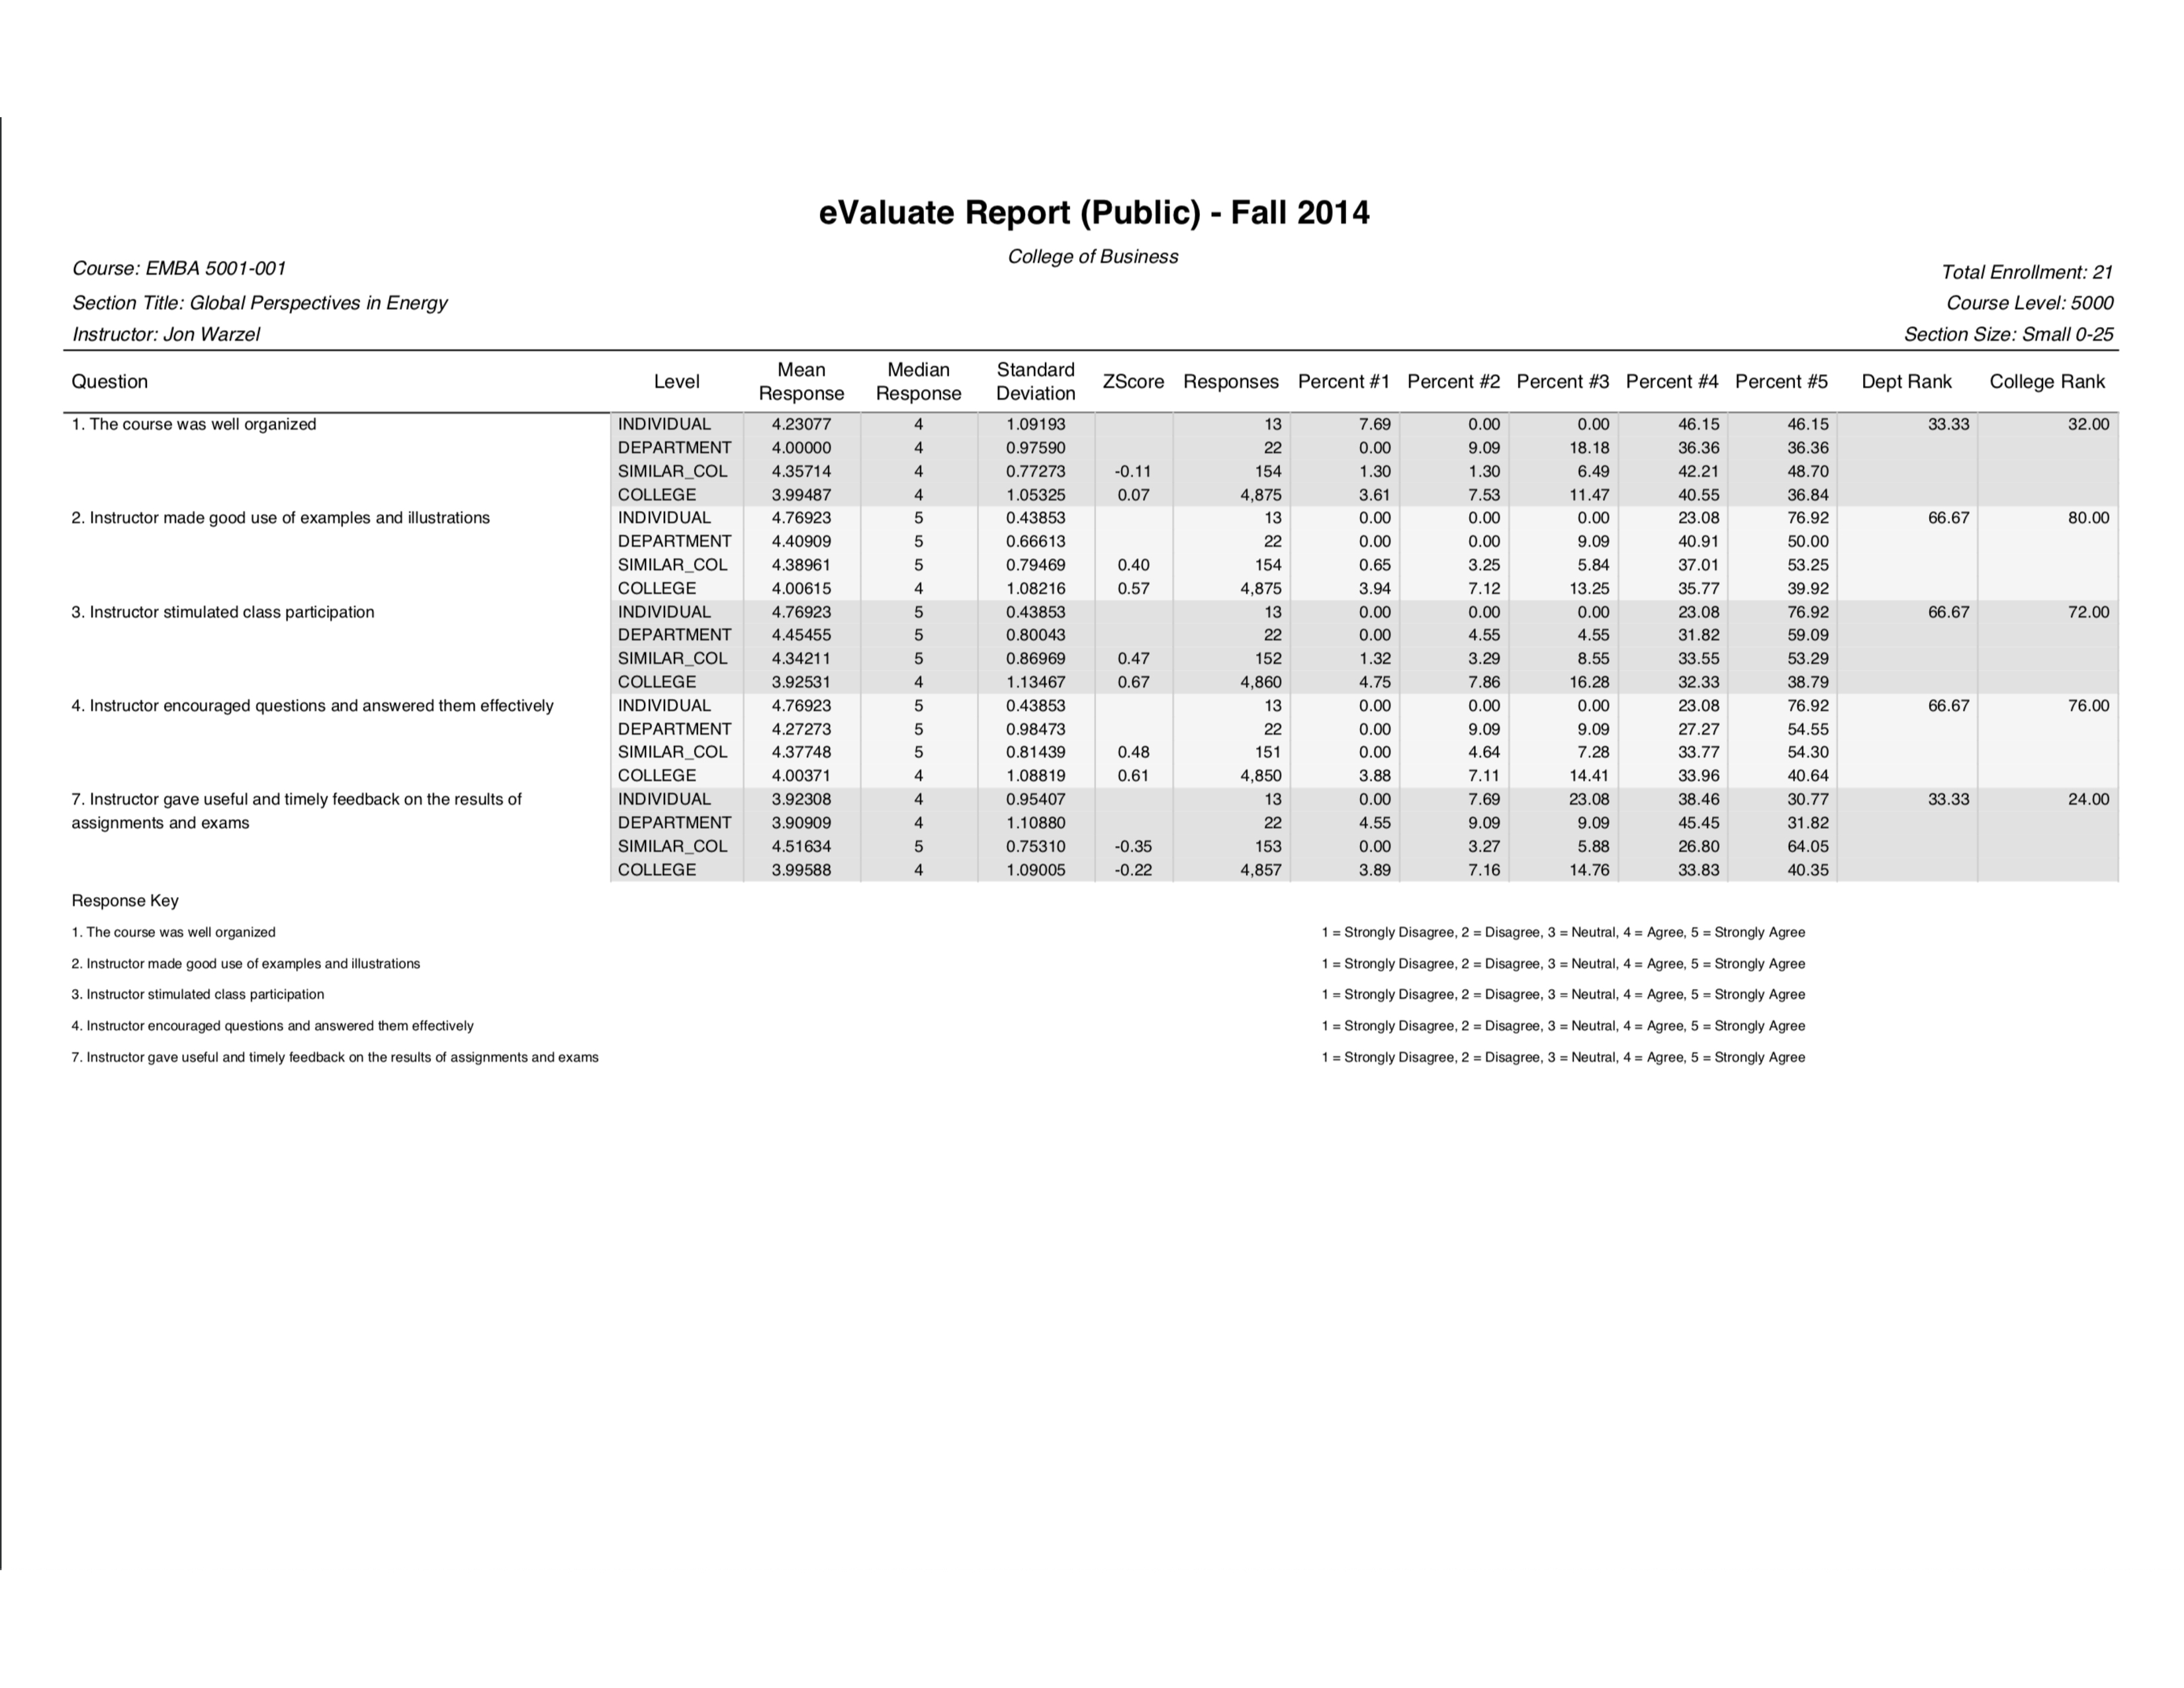 eValuate Report (Public) - Fall 2014
College of Business
Course: EMBA 5001-001
Total Enrollment: 21
Section Title: Global Perspectives in Energy
Course Level: 5000
Instructor: Jon Warzel
Section Size: Small 0-25
Question Level Mean Response Median Response Standard Deviation ZScore Responses Percent #1 Percent #2 Percent #3 Percent #4 Percent #5 Dept Rank College Rank
1. The course was well organized INDIVIDUAL 4.23077 4 1.09193 13 7.69 0.00 0.00 46.15 46.15 33.33 32.00
DEPARTMENT 4.00000 4 0.97590 22 0.00 9.09 18.18 36.36 36.36
SIMILAR_COL 4.35714 4 0.77273 -0.11 154 1.30 1.30 6.49 42.21 48.70
COLLEGE 3.99487 4 1.05325 0.07 4,875 3.61 7.53 11.47 40.55 36.84
2. Instructor made good use of examples and illustrations INDIVIDUAL 4.76923 5 0.43853 13 0.00 0.00 0.00 23.08 76.92 66.67 80.00
DEPARTMENT 4.40909 5 0.66613 22 0.00 0.00 9.09 40.91 50.00
SIMILAR_COL 4.38961 5 0.79469 0.40 154 0.65 3.25 5.84 37.01 53.25
COLLEGE 4.00615 4 1.08216 0.57 4,875 3.94 7.12 13.25 35.77 39.92
3. Instructor stimulated class participation INDIVIDUAL 4.76923 5 0.43853 13 0.00 0.00 0.00 23.08 76.92 66.67 72.00
DEPARTMENT 4.45455 5 0.80043 22 0.00 4.55 4.55 31.82 59.09
SIMILAR_COL 4.34211 5 0.86969 0.47 152 1.32 3.29 8.55 33.55 53.29
COLLEGE 3.92531 4 1.13467 0.67 4,860 4.75 7.86 16.28 32.33 38.79
4. Instructor encouraged questions and answered them effectively INDIVIDUAL 4.76923 5 0.43853 13 0.00 0.00 0.00 23.08 76.92 66.67 76.00
DEPARTMENT 4.27273 5 0.98473 22 0.00 9.09 9.09 27.27 54.55
SIMILAR_COL 4.37748 5 0.81439 0.48 151 0.00 4.64 7.28 33.77 54.30
COLLEGE 4.00371 4 1.08819 0.61 4,850 3.88 7.11 14.41 33.96 40.64
7. Instructor gave useful and timely feedback on the results of INDIVIDUAL 3.92308 4 0.95407 13 0.00 7.69 23.08 38.46 30.77 33.33 24.00
assignments and exams DEPARTMENT 3.90909 4 1.10880 22 4.55 9.09 9.09 45.45 31.82
SIMILAR_COL 4.51634 5 0.75310 -0.35 153 0.00 3.27 5.88 26.80 64.05
COLLEGE 3.99588 4 1.09005 -0.22 4,857 3.89 7.16 14.76 33.83 40.35
Response Key
1. The course was well organized 1 = Strongly Disagree, 2 = Disagree, 3 = Neutral, 4 = Agree, 5 = Strongly Agree
2. Instructor made good use of examples and illustrations 1 = Strongly Disagree, 2 = Disagree, 3 = Neutral, 4 = Agree, 5 = Strongly Agree
3. Instructor stimulated class participation 1 = Strongly Disagree, 2 = Disagree, 3 = Neutral, 4 = Agree, 5 = Strongly Agree
4. Instructor encouraged questions and answered them effectively 1 = Strongly Disagree, 2 = Disagree, 3 = Neutral, 4 = Agree, 5 = Strongly Agree
7. Instructor gave useful and timely feedback on the results of assignments and exams 1 = Strongly Disagree, 2 = Disagree, 3 = Neutral, 4 = Agree, 5 = Strongly Agree